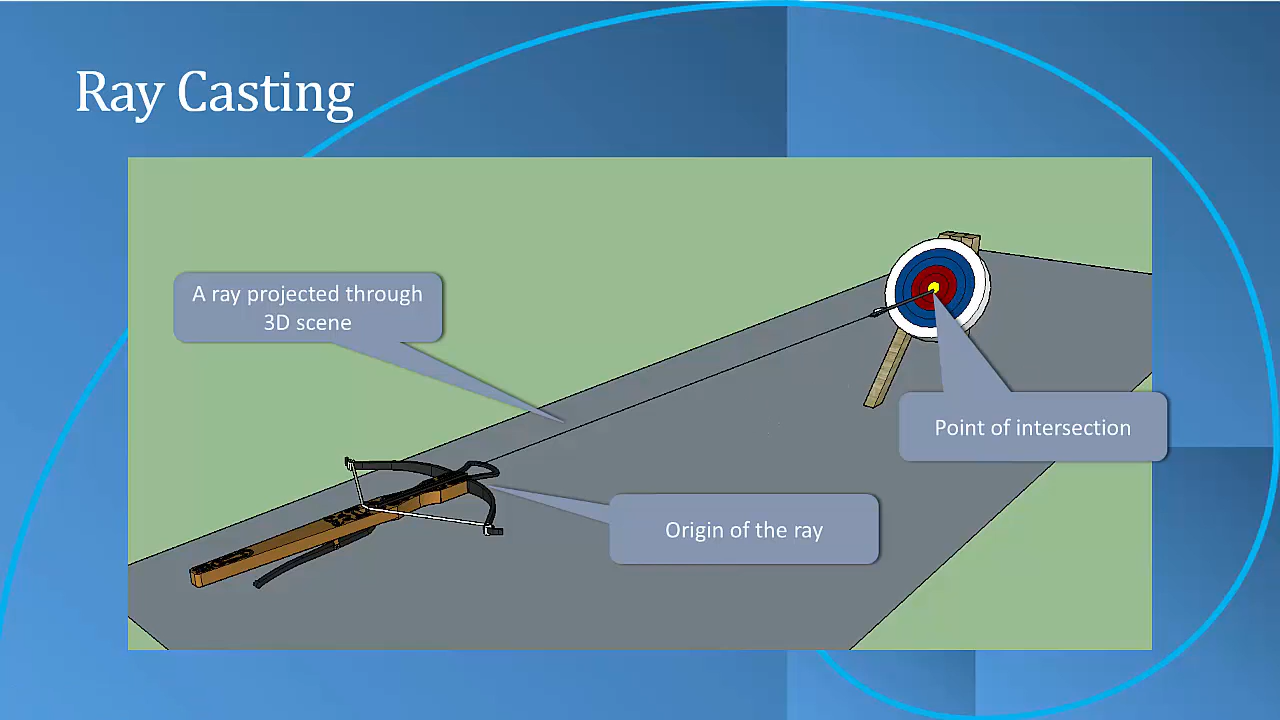 Ray Casting
A ray projected through
3D scene
Point of intersection
Origin of the ray